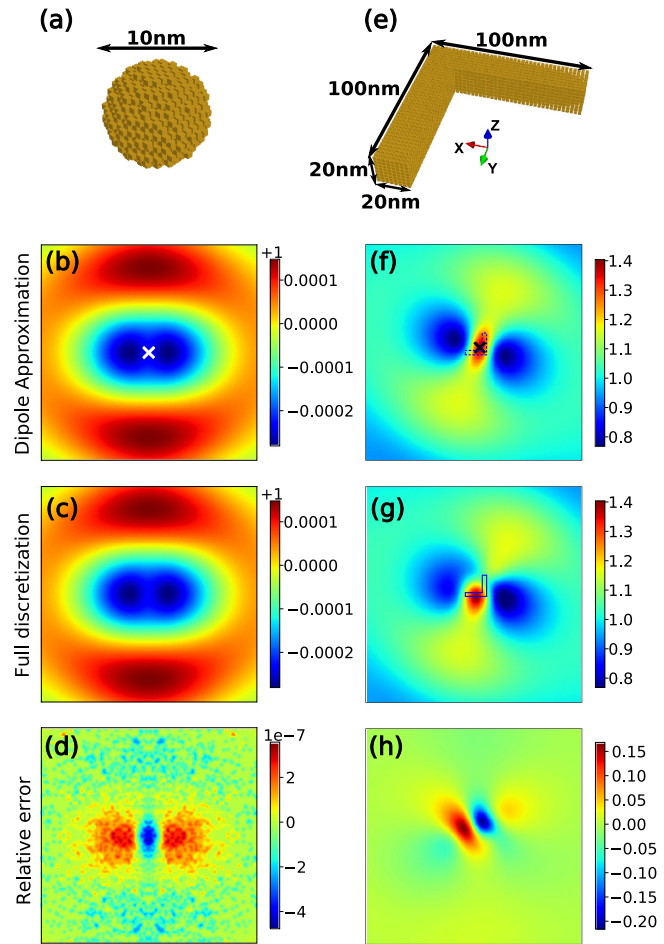 (a)
10nm
(e)
100nm
100nm
20nm
20nm
X
Y
Z
Dipole Approximation
(b)
+1
0.0001
0.0000
−0.0001
−0.0002
(f)
1.4
1.3
1.2
1.1
1.0
0.9
0.8
Full discretization
(c)
+1
0.0001
0.0000
−0.0001
−0.0002
(g)
1.4
1.3
1.2
1.1
1.0
0.9
0.8
Relative error
(d)
1e−7
2
0
−2
−4
(h)
0.15
0.10
0.05
0.00
−0.05
−0.10
−0.15
−0.20